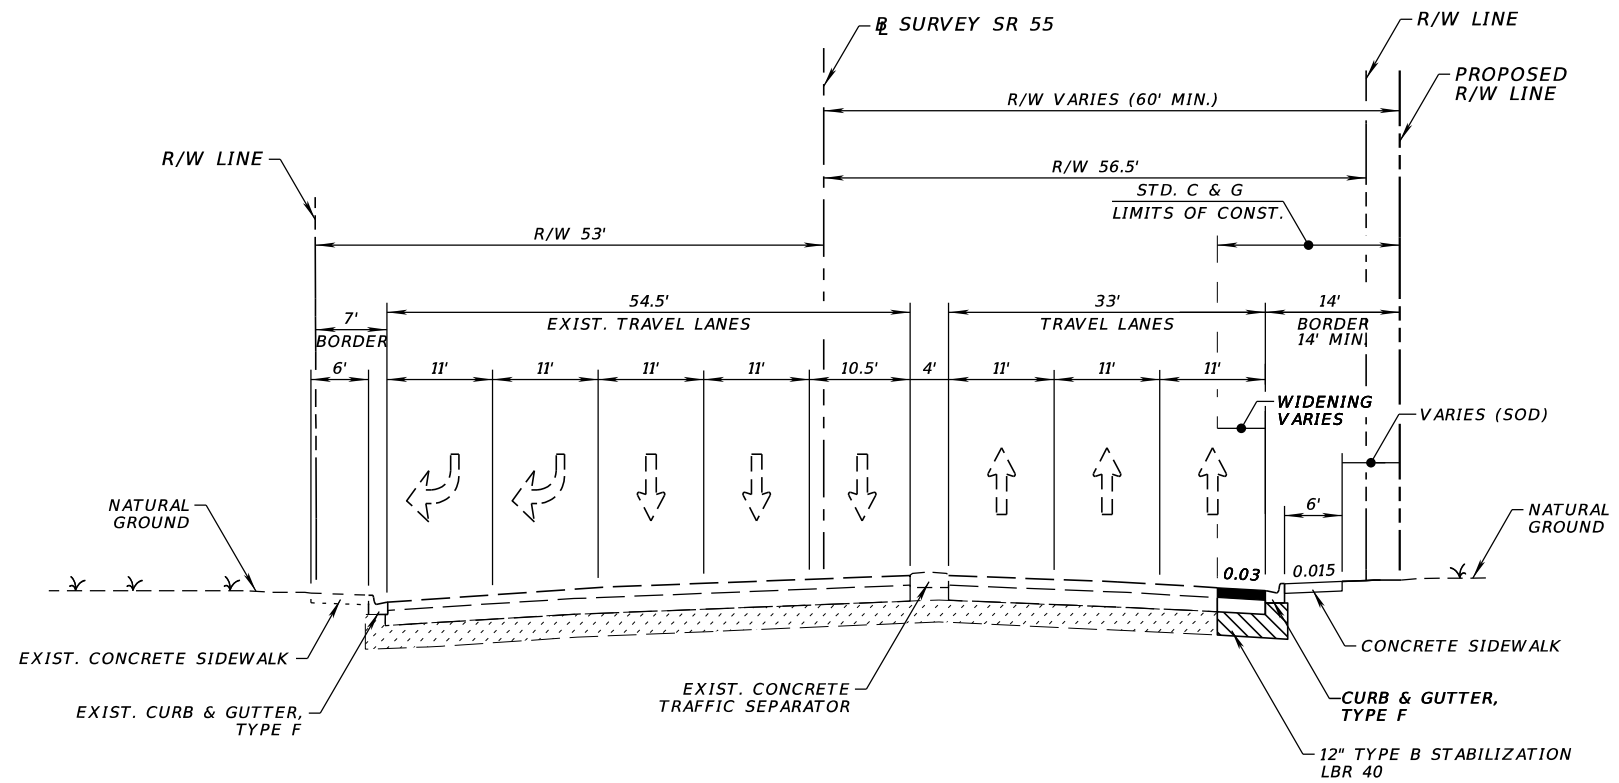 ℄ SURVEY SR 55
R/W LINE
PROPOSED
R/W LINE
R/W VARIES (60' MIN.)
R/W LINE
R/W 56.5'
STD. C & G
LIMITS OF CONST.
R/W 53'
54.5'
EXIST. TRAVEL LANES
33'
TRAVEL LANES
14'
BORDER
14' MIN.
7'
BORDER
6' 11' 11' 11' 11' 10.5' 4' 11' 11' 11'
WIDENING
VARIES
VARIES (SOD)
NATURAL
GROUND
6'
NATURAL
GROUND
0.03 0.015
EXIST. CONCRETE SIDEWALK
CONCRETE SIDEWALK
EXIST. CONCRETE
TRAFFIC SEPARATOR
CURB & GUTTER,
TYPE F
EXIST. CURB & GUTTER,
TYPE F
12" TYPE B STABILIZATION
LBR 40